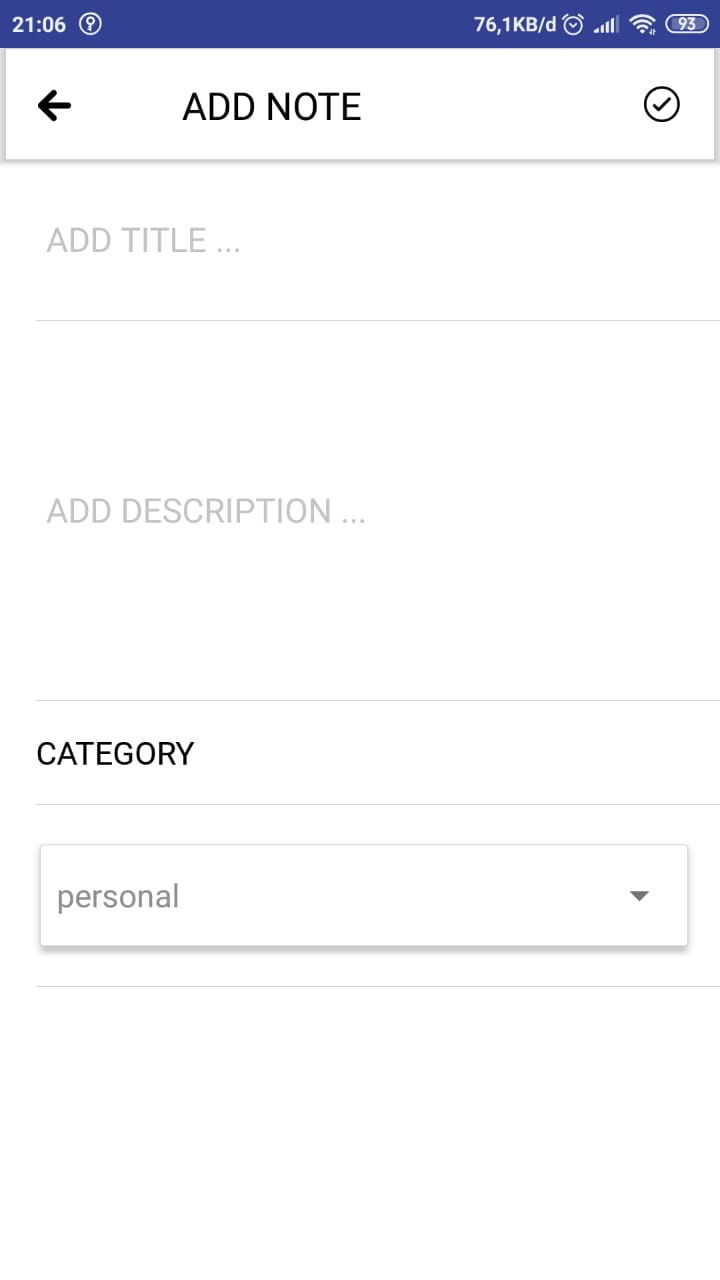 21:06 76,1KB/d 93
ADD NOTE
ADD TITLE ...
ADD DESCRIPTION ...
CATEGORY
personal